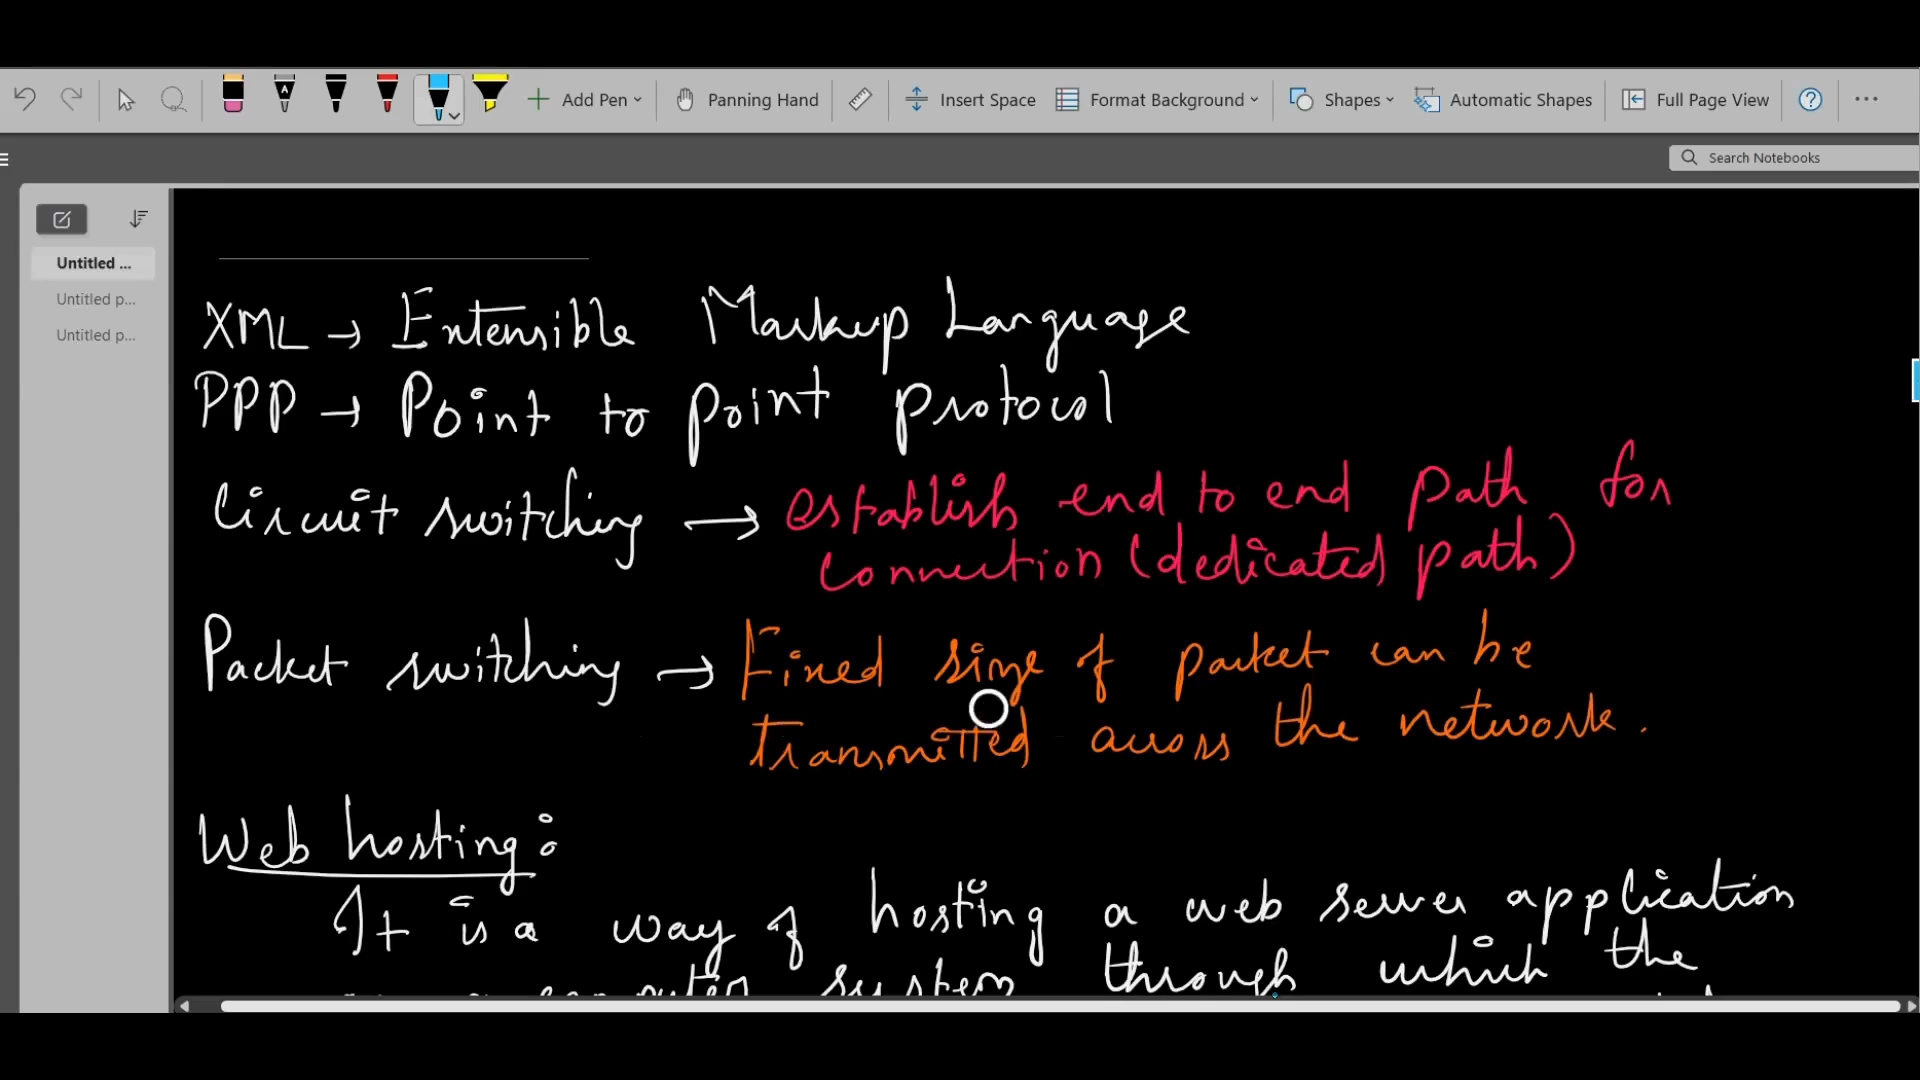 Add Pen
Panning Hand
Insert Space
Format Background
Shapes
Automatic Shapes
Full Page View
Search Notebooks
Untitled ...
Untitled p...
Untitled p...
XML → Extensible Markup Language
PPP → Point to point protocol
Circuit switching → establish end to end path for
connection (dedicated path)
Packet switching → Fixed size of packet can be
transmitted across the network.
Web hosting:
It is a way of hosting a web server application
computer system through which the